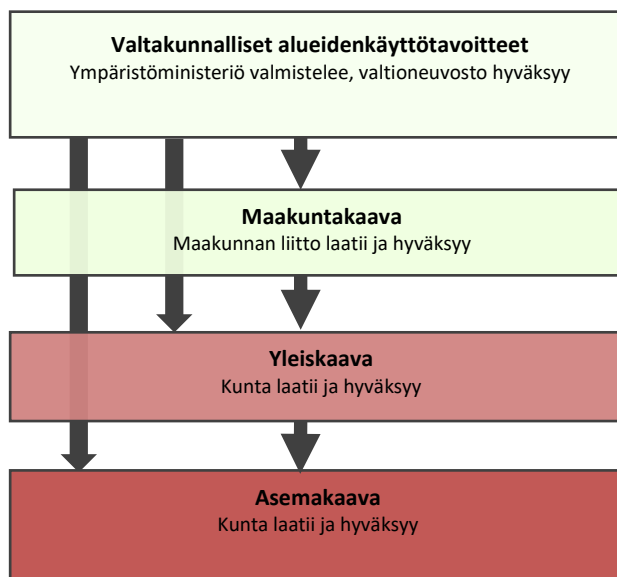 Valtakunnalliset alueidenkäyttötavoitteet
Ympäristöministeriö valmistelee, valtioneuvosto hyväksyy
Maakuntakaava
Maakunnan liitto laatii ja hyväksyy
Yleiskaava
Kunta laatii ja hyväksyy
Asemakaava
Kunta laatii ja hyväksyy